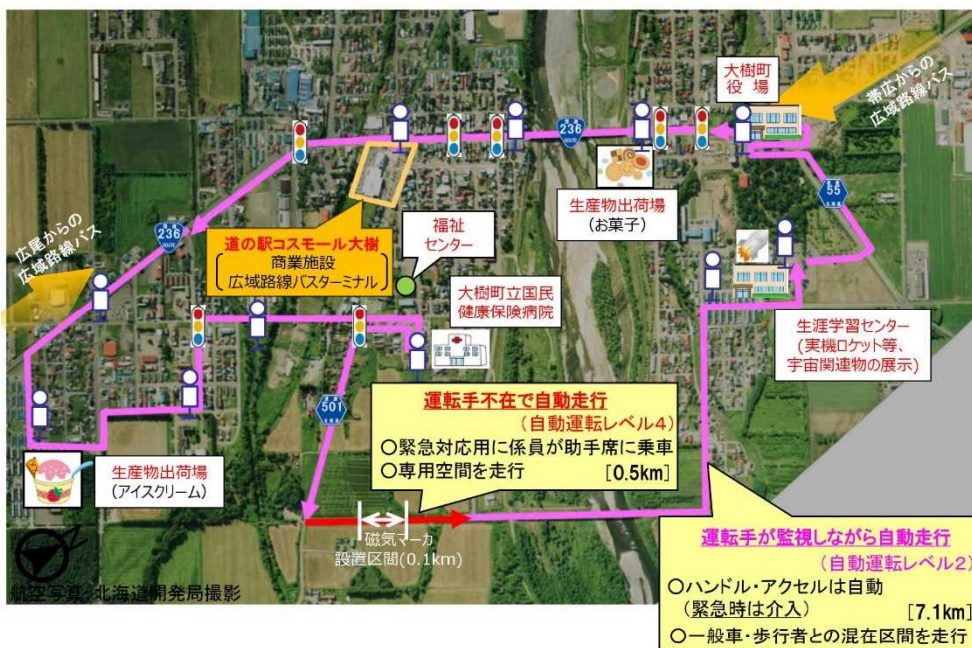 大樹町
役場
帯広からの
広域路線バス
236
ROUTE
生産物出荷場
(お菓子)
55
福祉
センター
道の駅コスモール大樹
商業施設
広域路線バスターミナル
236
ROUTE
広尾からの
広域路線バス
大樹町立国民
健康保険病院
生涯学習センター
(実機ロケット等、
宇宙関連物の展示)
501
運転手不在で自動走行
(自動運転レベル4)
○緊急対応用に係員が助手席に乗車
○専用空間を走行 [0.5km]
生産物出荷場
(アイスクリーム)
磁気マーカ
設置区間(0.1km)
運転手が監視しながら自動走行
(自動運転レベル2)
○ハンドル・アクセルは自動
(緊急時は介入) [7.1km]
○一般車・歩行者との混在区間を走行
航空写真:北海道開発局撮影